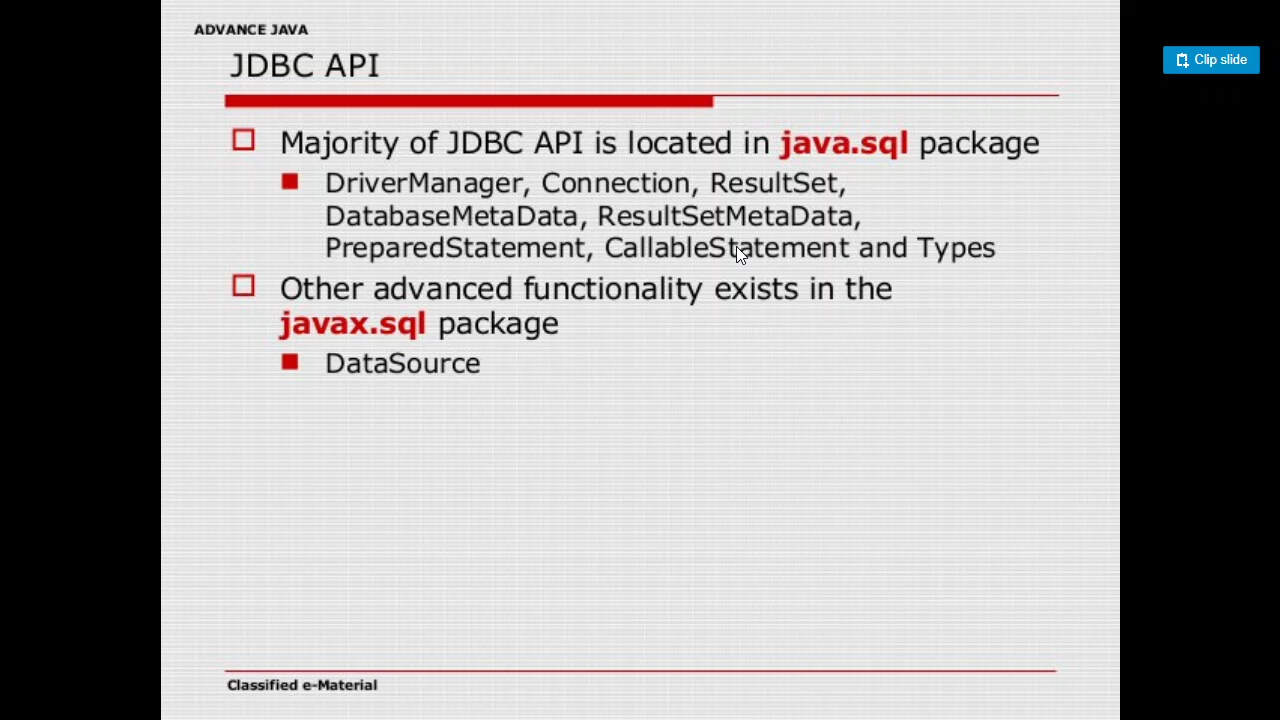 ADVANCE JAVA
JDBC API
Clip slide
Majority of JDBC API is located in java.sql package
DriverManager, Connection, ResultSet,
DatabaseMetaData, ResultSetMetaData,
PreparedStatement, CallableStatement and Types
Other advanced functionality exists in the
javax.sql package
DataSource
Classified e-Material